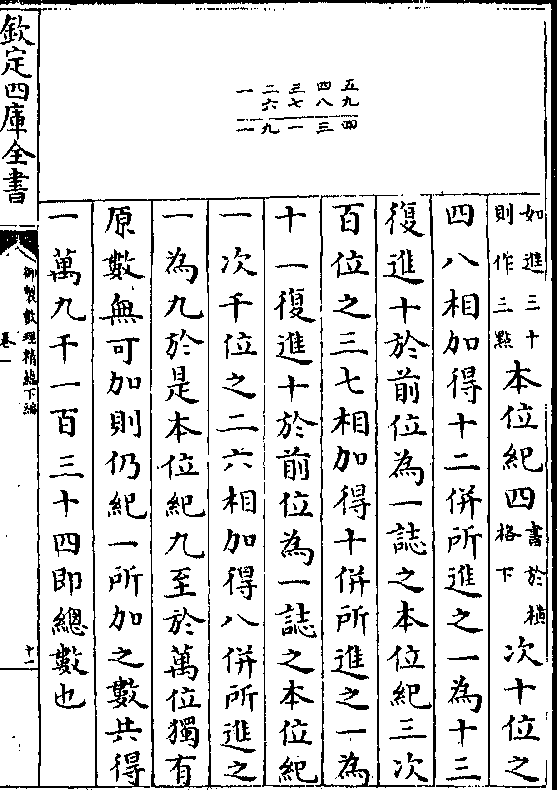 一二三四五
六七八九
一九一三四
如進三十
則作三點
本位紀四
書於橫
格下
次十位之
四八相加得十二併所進之一為十三
復進十於前位為一誌之本位紀三次
百位之三七相加得十併所進之一為
十一復進十於前位為一誌之本位紀
一次千位之二六相加得八併所進之
一為九於是本位紀九至於萬位獨有
原數無可加則仍紀一所加之數共得
一萬九千一百三十四即總數也
欽定四庫全書
御製數理精蘊下編
卷一
十一